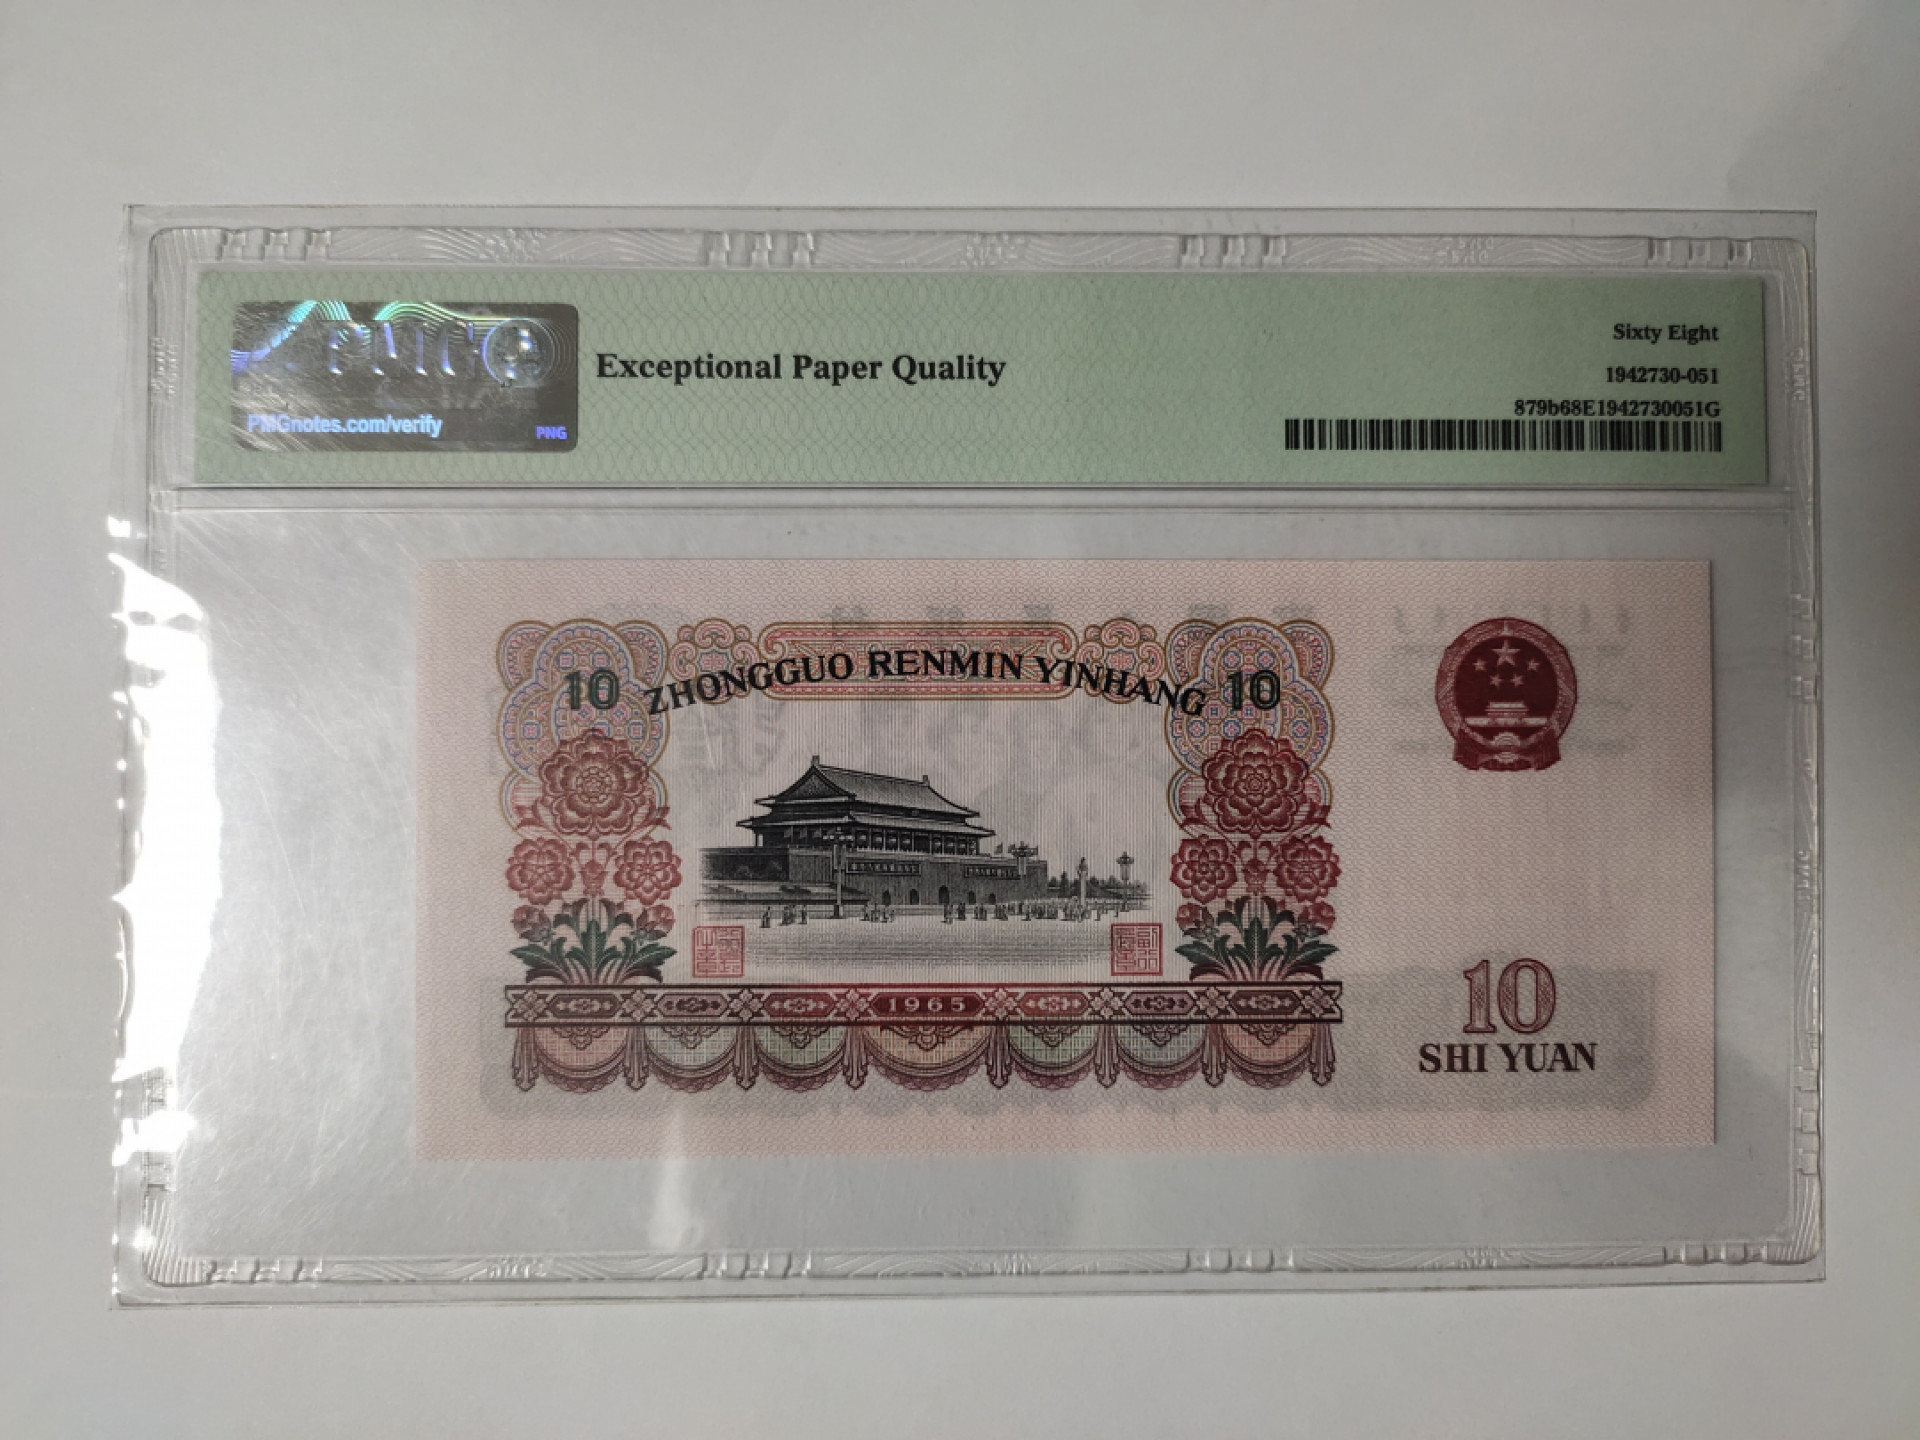 PMG
PMGnotes.com/verify
PMG
Exceptional Paper Quality
Sixty Eight
1942730-051
879b68E1942730051G
10 ZHONGGUO RENMIN YINHANG 10
1965
10
SHI YUAN